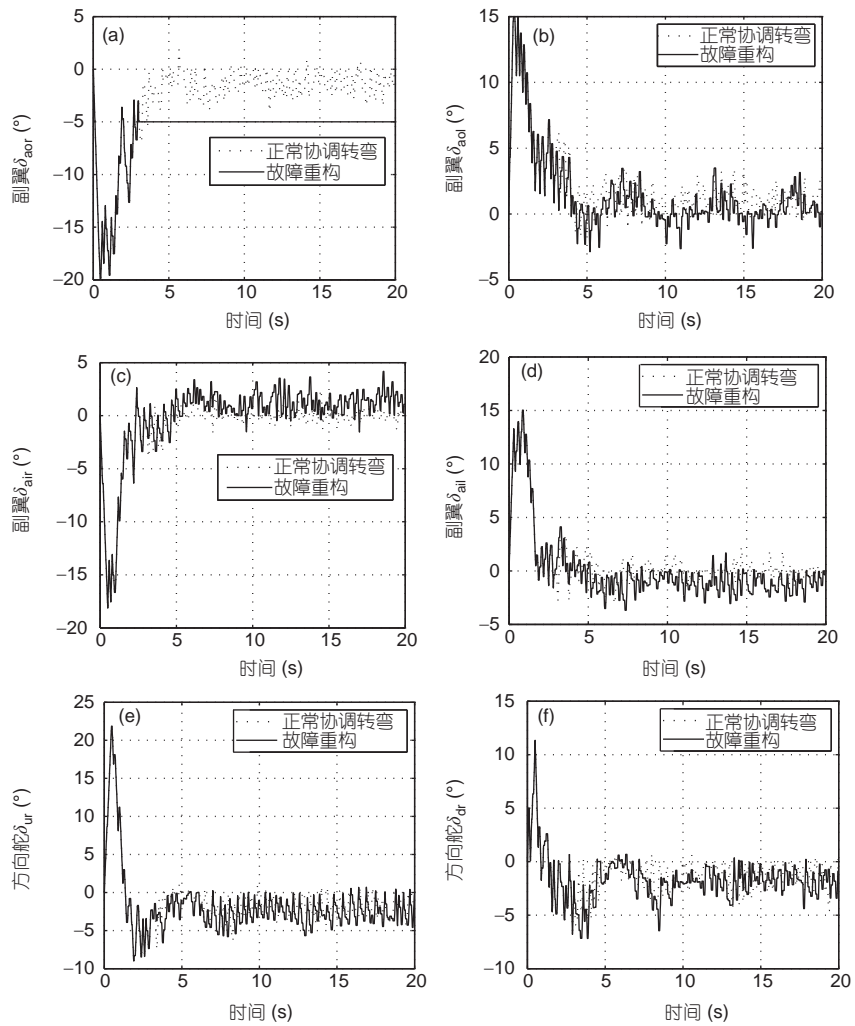 (a)
5
0
−5
−10
−15
−20
副翼δaor (°)
正常协调转弯
故障重构
0 5 10 15 20
时间 (s)
(b)
15
10
5
0
−5
副翼δaol (°)
正常协调转弯
故障重构
0 5 10 15 20
时间 (s)
(c)
5
0
−5
−10
−15
−20
副翼δair (°)
正常协调转弯
故障重构
0 5 10 15 20
时间 (s)
(d)
20
15
10
5
0
−5
副翼δail (°)
正常协调转弯
故障重构
0 5 10 15 20
时间 (s)
(e)
25
20
15
10
5
0
−5
−10
方向舵δur (°)
正常协调转弯
故障重构
0 5 10 15 20
时间 (s)
(f)
15
10
5
0
−5
−10
方向舵δdr (°)
正常协调转弯
故障重构
0 5 10 15 20
时间 (s)